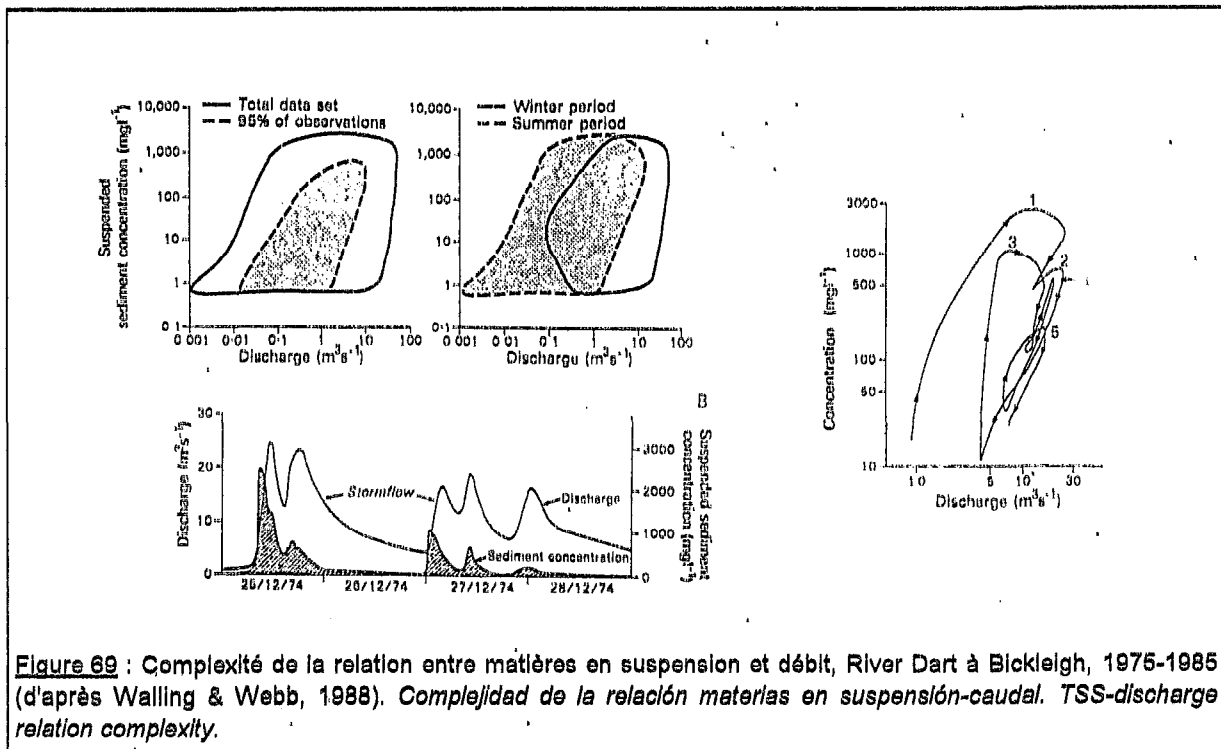 Total data set
95% of observations
Winter period
Summer period
Suspended sediment concentration (mgl⁻¹)
10,000
1,000
100
10
1
0·1
0·001 0·01 0·1 1 10 100
Discharge (m³s⁻¹)
10,000
1,000
100
10
1
0·1
0·001 0·01 0·1 1 10 100
Discharge (m³s⁻¹)
3000
1000
500
100
50
10
Concentration (mgl⁻¹)
1
3
2
5
1 0 5 10 30
Discharge (m³s⁻¹)
B
30
20
10
0
Discharge (m³s⁻¹)
Stormflow
Discharge
Sediment concentration
3000
2000
1000
0
Suspended sediment concentration (mgl⁻¹)
26/12/74 27/12/74 28/12/74
Figure 69 : Complexité de la relation entre matières en suspension et débit, River Dart à Bickleigh, 1975-1985
(d'après Walling & Webb, 1988). Complejidad de la relación materias en suspensión-caudal. TSS-discharge
relation complexity.